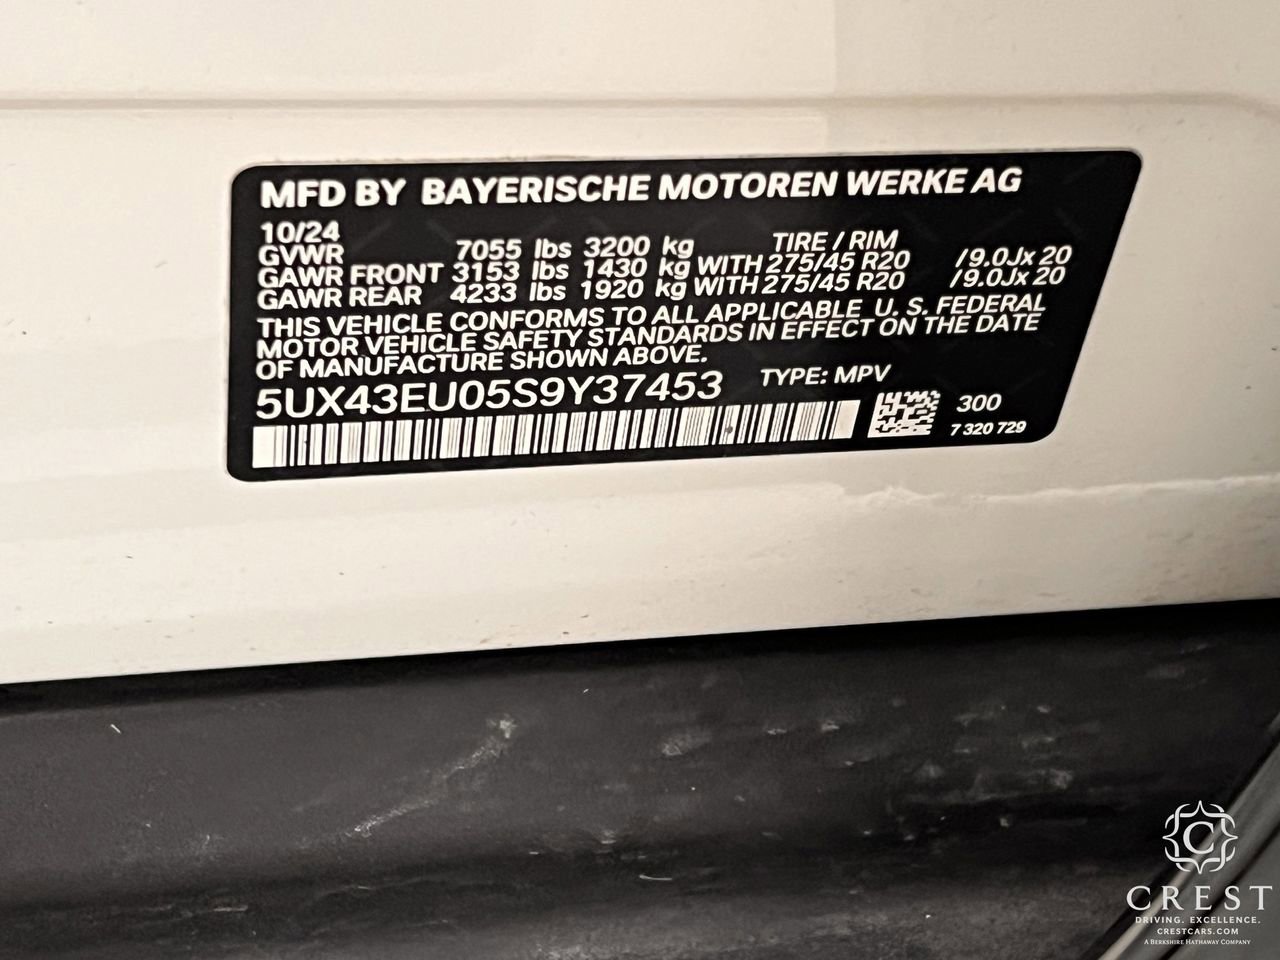 MFD BY BAYERISCHE MOTOREN WERKE AG
10/24
TIRE / RIM
GVWR 7055 lbs 3200 kg
GAWR FRONT 3153 lbs 1430 kg WITH 275/45 R20 /9.0Jx 20
GAWR REAR 4233 lbs 1920 kg WITH 275/45 R20 /9.0Jx 20
THIS VEHICLE CONFORMS TO ALL APPLICABLE U. S. FEDERAL
MOTOR VEHICLE SAFETY STANDARDS IN EFFECT ON THE DATE
OF MANUFACTURE SHOWN ABOVE.
5UX43EU05S9Y37453 TYPE: MPV
300
7 320 729
C
CREST
DRIVING. EXCELLENCE.
CRESTCARS.COM
A BERKSHIRE HATHAWAY COMPANY